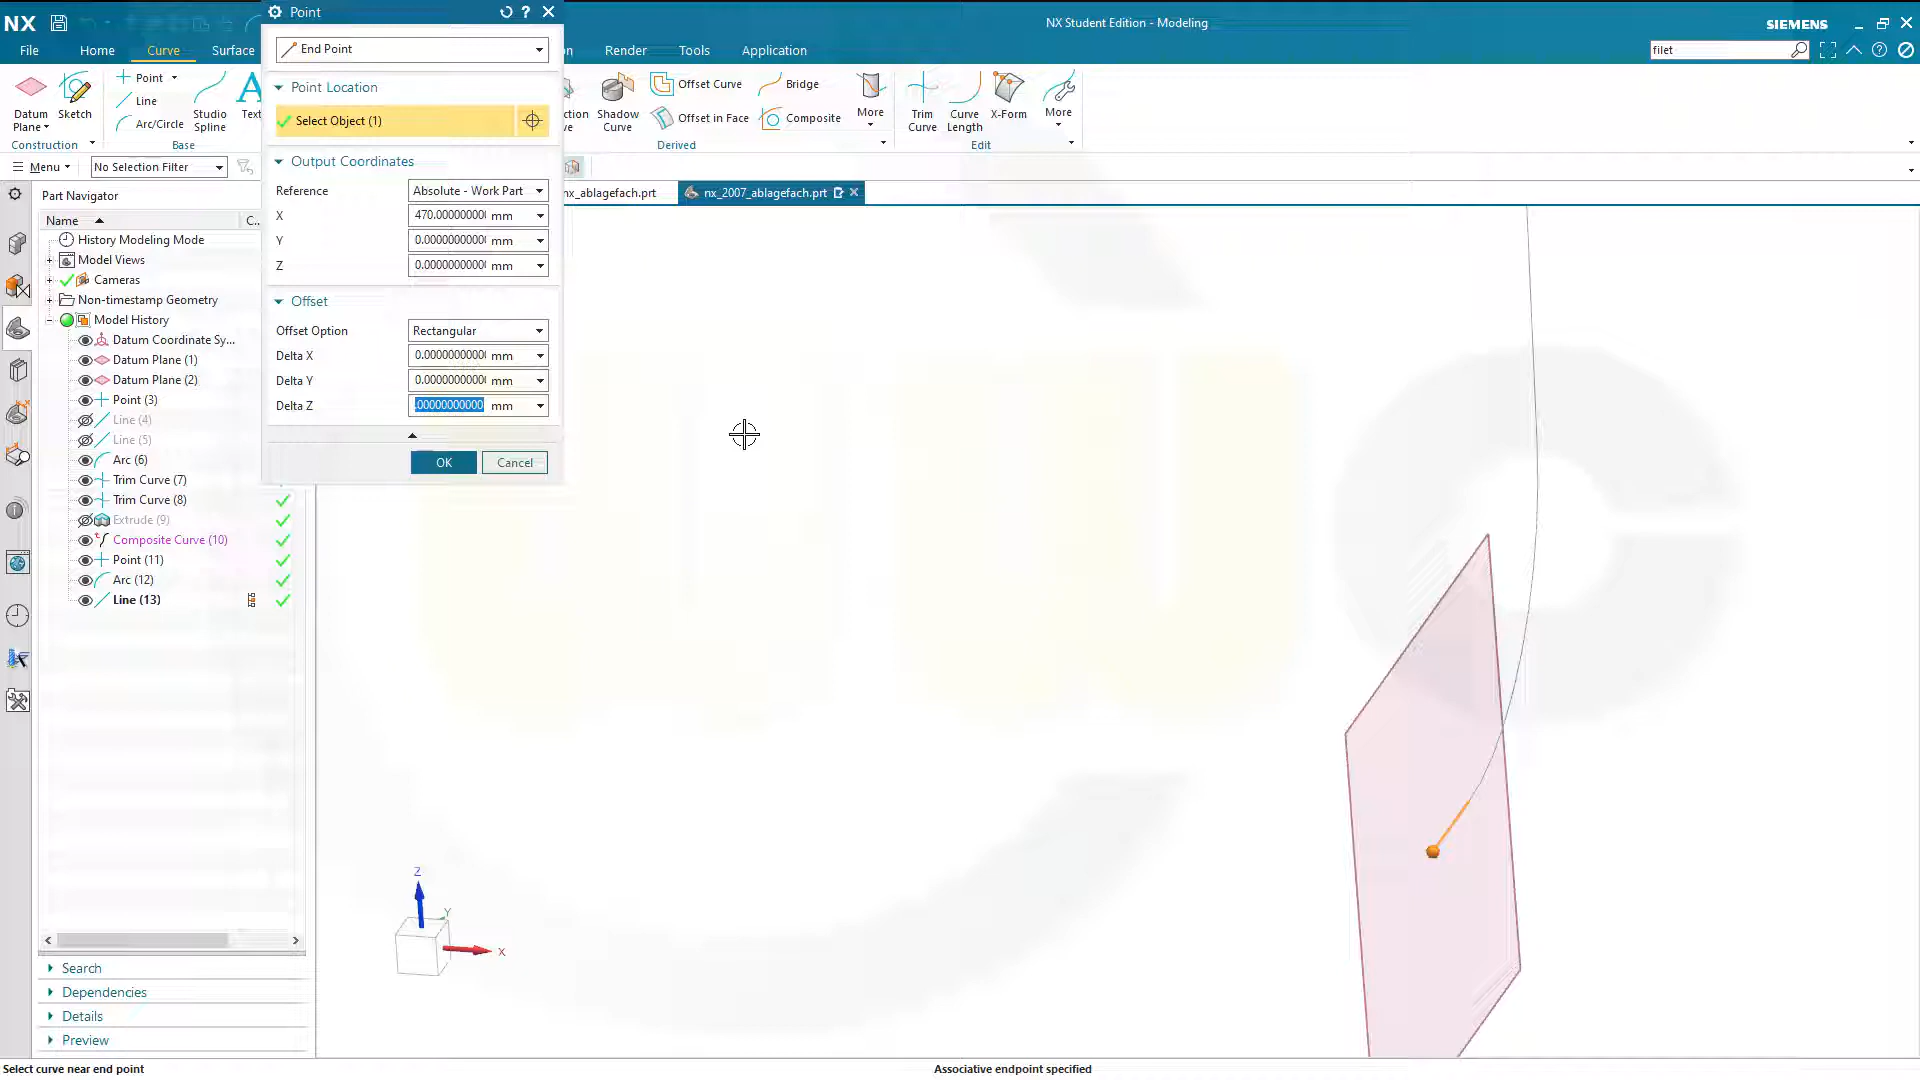 NX
Point
NX Student Edition - Modeling
SIEMENS
File
Home
Curve
Surface
Render
Tools
Application
filet
End Point
Point Location
Select Object (1)
Output Coordinates
Reference
Absolute - Work Part
X
470.00000000 mm
Y
0.0000000000 mm
Z
0.0000000000 mm
Offset
Offset Option
Rectangular
Delta X
0.0000000000 mm
Delta Y
0.0000000000 mm
Delta Z
.00000000000 mm
OK
Cancel
Datum
Plane
Sketch
Point
Line
Arc/Circle
Studio
Spline
Text
Construction
Base
Shadow
Curve
Offset Curve
Offset in Face
Bridge
Composite
More
Derived
Trim
Curve
Curve
Length
X-Form
More
Edit
Menu
No Selection Filter
nx_ablagefach.prt
nx_2007_ablagefach.prt
Part Navigator
Name
C...
History Modeling Mode
Model Views
Cameras
Non-timestamp Geometry
Model History
Datum Coordinate Sy...
Datum Plane (1)
Datum Plane (2)
Point (3)
Line (4)
Line (5)
Arc (6)
Trim Curve (7)
Trim Curve (8)
Extrude (9)
Composite Curve (10)
Point (11)
Arc (12)
Line (13)
Search
Dependencies
Details
Preview
Z
Y
X
Select curve near end point
Associative endpoint specified